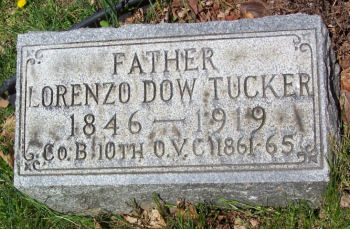 FATHER
LORENZO DOW TUCKER
1846 — 1919
Co. B 10TH O.V.C. 1861-65